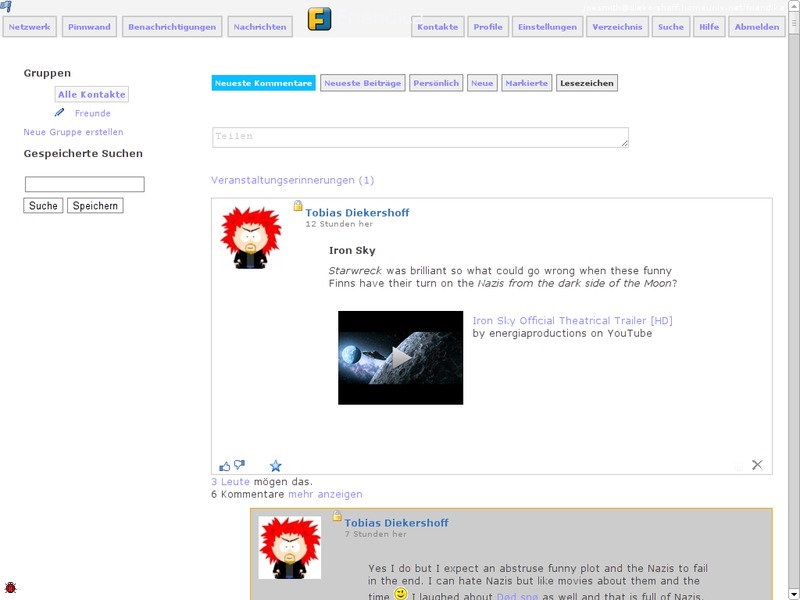 Netzwerk Pinnwand Benachrichtigungen Nachrichten Kontakte Profile Einstellungen Verzeichnis Suche Hilfe Abmelden
Gruppen
Alle Kontakte
Freunde
Neue Gruppe erstellen
Gespeicherte Suchen
Suche Speichern
Neueste Kommentare Neueste Beiträge Persönlich Neue Markierte Lesezeichen
Teilen
Veranstaltungserinnerungen (1)
Tobias Diekershoff
12 Stunden her
Iron Sky
Starwreck was brilliant so what could go wrong when these funny
Finns have their turn on the Nazis from the dark side of the Moon?
Iron Sky Official Theatrical Trailer [HD]
by energiaproductions on YouTube
3 Leute mögen das.
6 Kommentare mehr anzeigen
Tobias Diekershoff
7 Stunden her
Yes I do but I expect an abstruse funny plot and the Nazis to fail
in the end. I can hate Nazis but like movies about them and the
time I laughed about Død snø as well and that is full of Nazis.